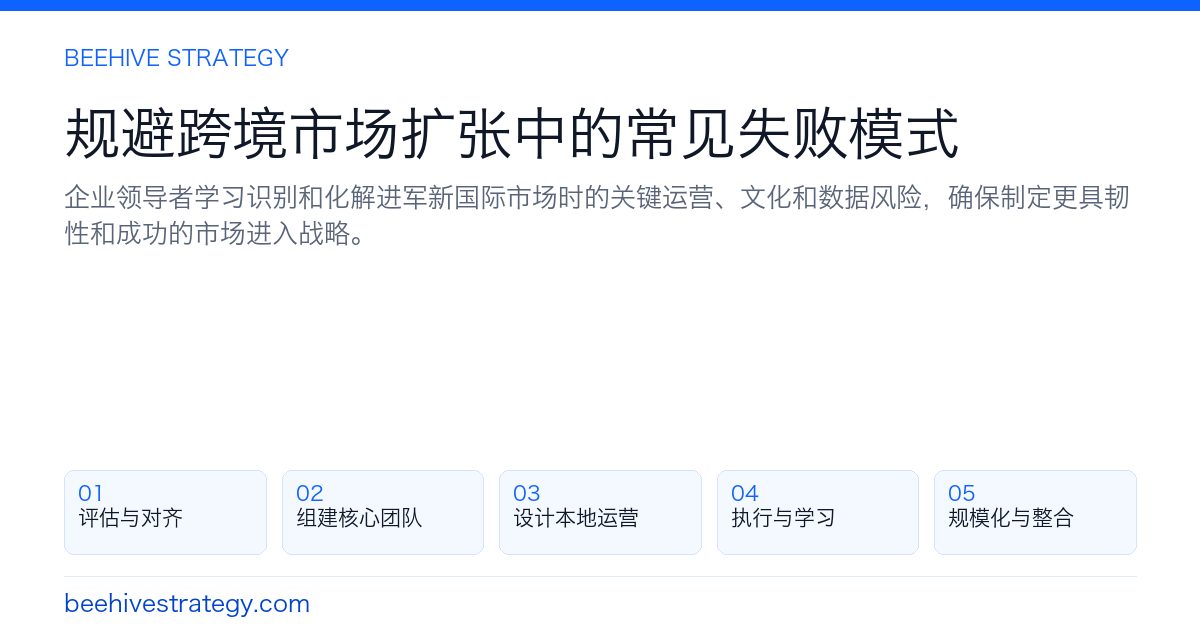 BEEHIVE STRATEGY
规避跨境市场扩张中的常见失败模式
企业领导者学习识别和化解进军新国际市场时的关键运营、文化和数据风险，确保制定更具韧
性和成功的市场进入战略。
01
评估与对齐
02
组建核心团队
03
设计本地运营
04
执行与学习
05
规模化与整合
beehivestrategy.com